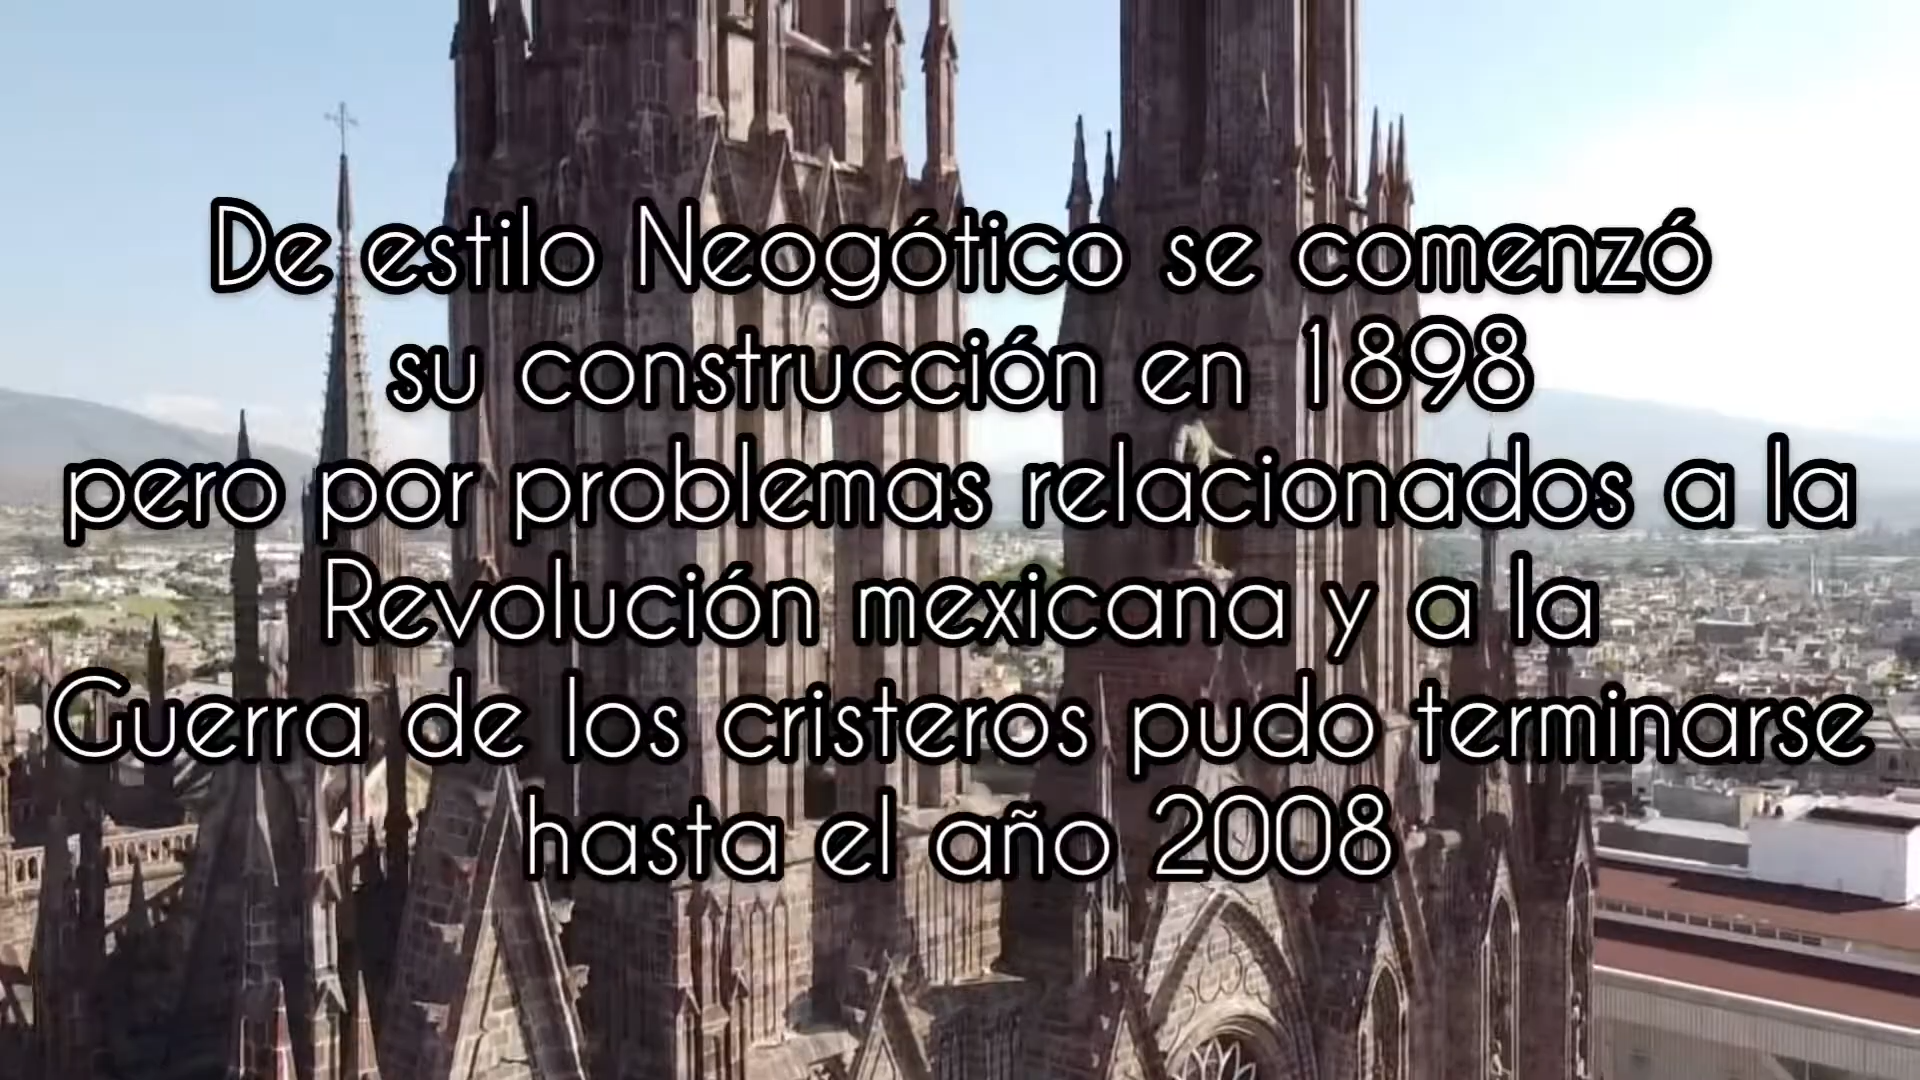 De estilo Neogótico se comenzó
su construcción en 1898
pero por problemas relacionados a la
Revolución mexicana y a la
Guerra de los cristeros pudo terminarse
hasta el año 2008